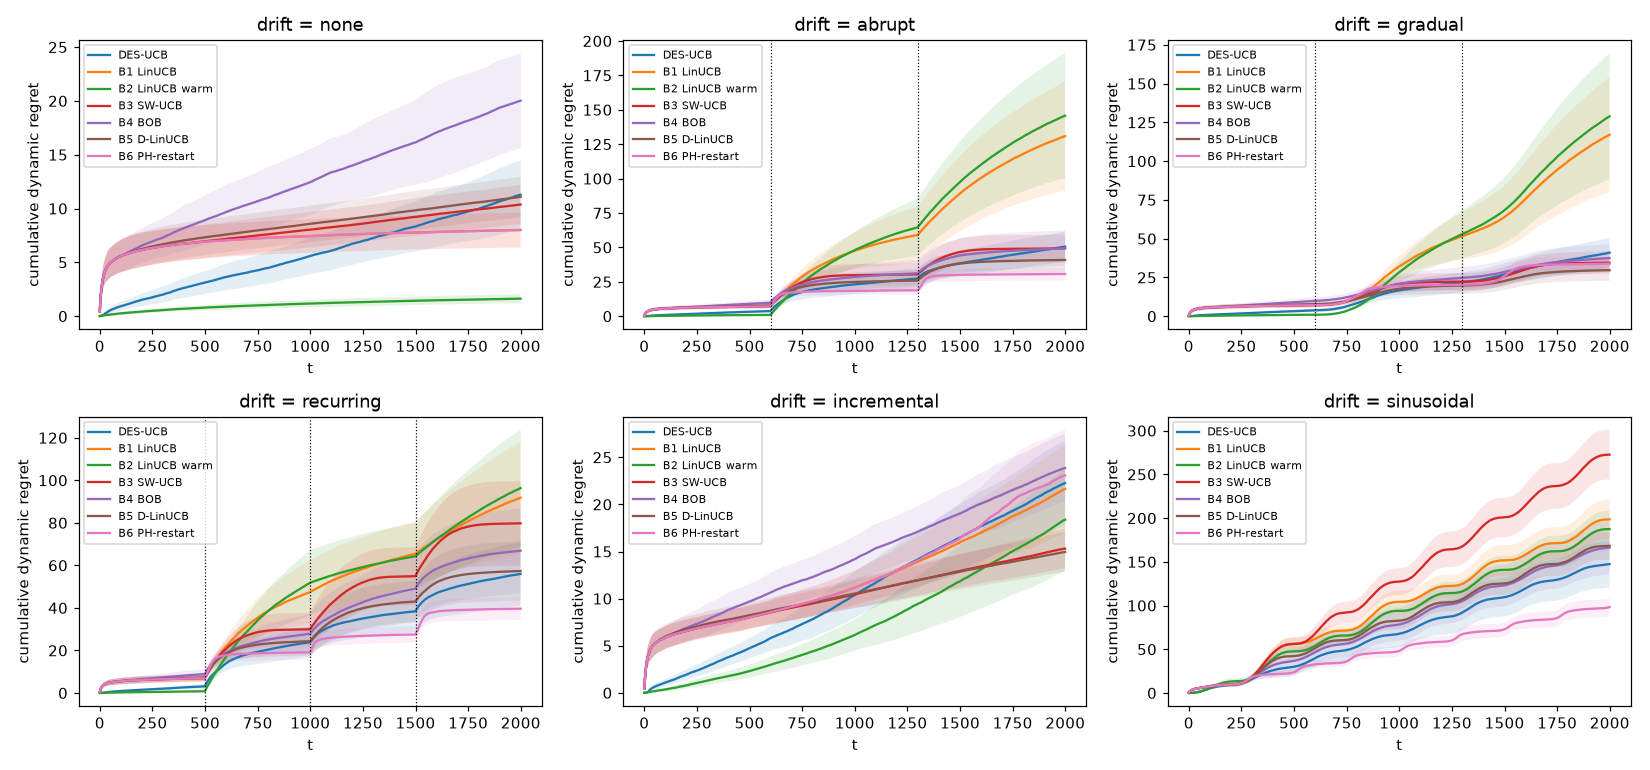 drift = none
25
20
15
10
5
0
cumulative dynamic regret
DES-UCB
B1 LinUCB
B2 LinUCB warm
B3 SW-UCB
B4 BOB
B5 D-LinUCB
B6 PH-restart
0 250 500 750 1000 1250 1500 1750 2000
t
drift = abrupt
200
175
150
125
100
75
50
25
0
cumulative dynamic regret
DES-UCB
B1 LinUCB
B2 LinUCB warm
B3 SW-UCB
B4 BOB
B5 D-LinUCB
B6 PH-restart
0 250 500 750 1000 1250 1500 1750 2000
t
drift = gradual
175
150
125
100
75
50
25
0
cumulative dynamic regret
DES-UCB
B1 LinUCB
B2 LinUCB warm
B3 SW-UCB
B4 BOB
B5 D-LinUCB
B6 PH-restart
0 250 500 750 1000 1250 1500 1750 2000
t
drift = recurring
120
100
80
60
40
20
0
cumulative dynamic regret
DES-UCB
B1 LinUCB
B2 LinUCB warm
B3 SW-UCB
B4 BOB
B5 D-LinUCB
B6 PH-restart
0 250 500 750 1000 1250 1500 1750 2000
t
drift = incremental
25
20
15
10
5
0
cumulative dynamic regret
DES-UCB
B1 LinUCB
B2 LinUCB warm
B3 SW-UCB
B4 BOB
B5 D-LinUCB
B6 PH-restart
0 250 500 750 1000 1250 1500 1750 2000
t
drift = sinusoidal
300
250
200
150
100
50
0
cumulative dynamic regret
DES-UCB
B1 LinUCB
B2 LinUCB warm
B3 SW-UCB
B4 BOB
B5 D-LinUCB
B6 PH-restart
0 250 500 750 1000 1250 1500 1750 2000
t